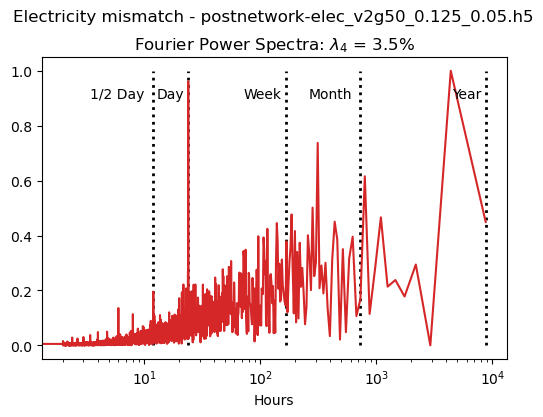 Electricity mismatch - postnetwork-elec_v2g50_0.125_0.05.h5
Fourier Power Spectra: λ₄ = 3.5%
1/2 Day Day Week Month Year
1.0
0.8
0.6
0.4
0.2
0.0
10¹ 10² 10³ 10⁴
Hours